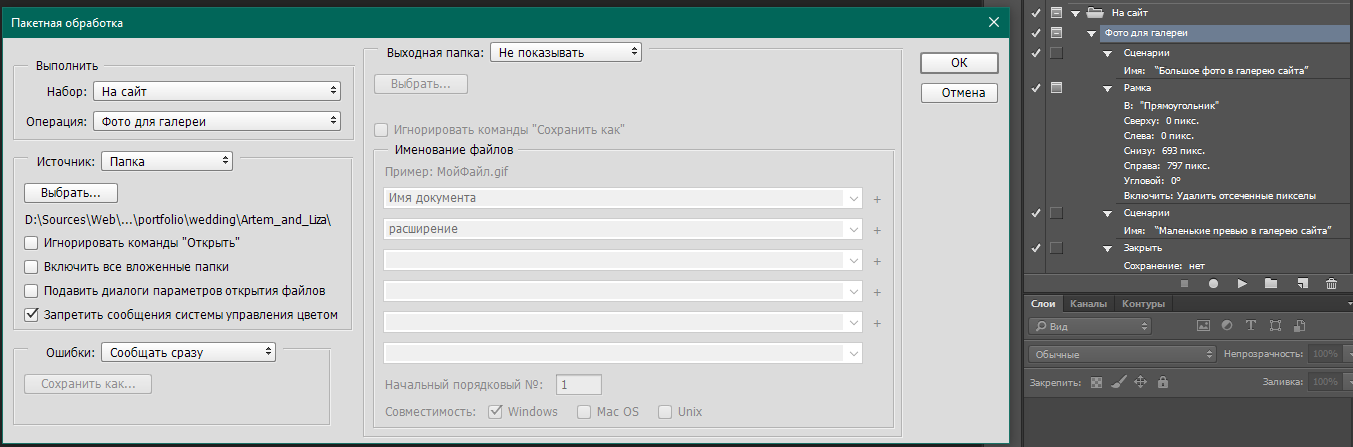 Пакетная обработка
Выполнить
Набор: На сайт
Операция: Фото для галереи
Источник: Папка
Выбрать...
D:\Sources\Web\...\portfolio\wedding\Artem_and_Liza\
Игнорировать команды "Открыть"
Включить все вложенные папки
Подавить диалоги параметров открытия файлов
Запретить сообщения системы управления цветом
Ошибки: Сообщать сразу
Сохранить как...
Выходная папка: Не показывать
Выбрать...
Игнорировать команды "Сохранить как"
Именование файлов
Пример: МойФайл.gif
Имя документа +
расширение +
+
+
+
Начальный порядковый №: 1
Совместимость: Windows Mac OS Unix
ОК
Отмена
На сайт
Фото для галереи
Сценарии
Имя: “Большое фото в галерею сайта”
Рамка
В: "Прямоугольник"
Сверху: 0 пикс.
Слева: 0 пикс.
Снизу: 693 пикс.
Справа: 797 пикс.
Угловой: 0°
Включить: Удалить отсеченные пикселы
Сценарии
Имя: “Маленькие превью в галерею сайта”
Закрыть
Сохранение: нет
Слои Каналы Контуры
Вид
Обычные Непрозрачность: 100%
Закрепить: Заливка: 100%